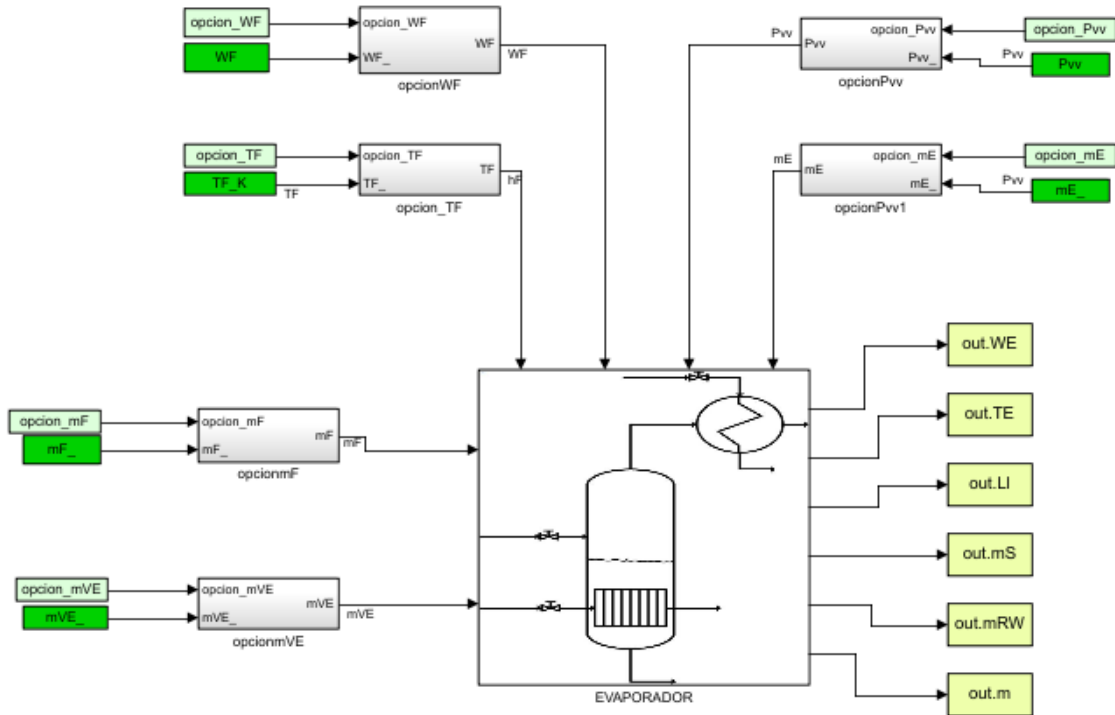 opcion_WF
WF
opcion_WF
WF_
WF
WF
opcionWF
Pvv
Pvv
opcion_Pvv
Pvv_
opcionPvv
opcion_Pvv
Pvv
Pvv
opcion_TF
TF_K
TF
opcion_TF
TF_
TF
hF
opcion_TF
mE
mE
opcion_mE
mE_
opcionPvv1
opcion_mE
Pvv
mE_
out.WE
out.TE
opcion_mF
mF_
opcion_mF
mF_
mF
mF
opcionmF
out.LI
out.mS
opcion_mVE
mVE_
opcion_mVE
mVE_
mVE
mVE
opcionmVE
out.mRW
out.m
EVAPORADOR